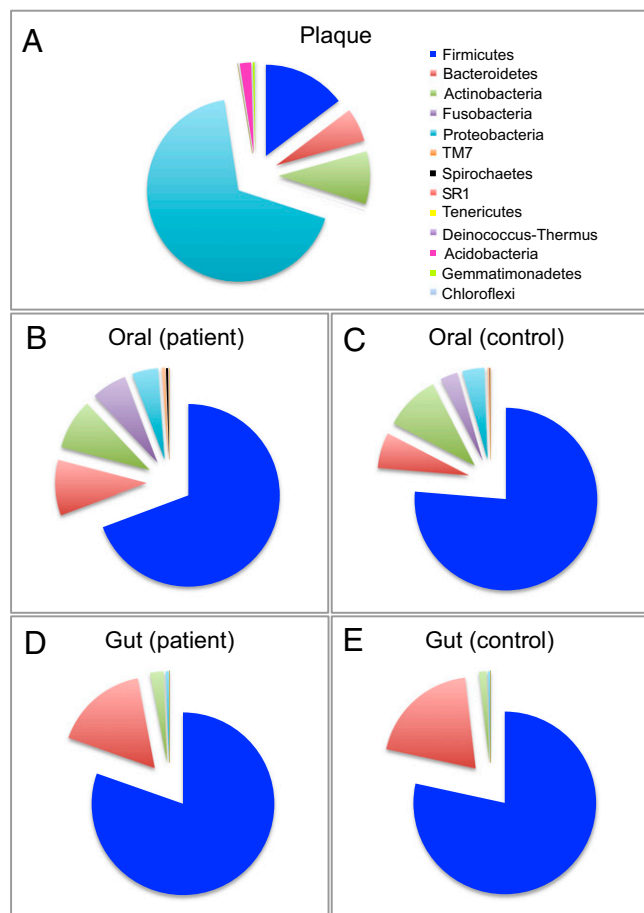 A
Plaque
Firmicutes
Bacteroidetes
Actinobacteria
Fusobacteria
Proteobacteria
TM7
Spirochaetes
SR1
Tenericutes
Deinococcus-Thermus
Acidobacteria
Gemmatimonadetes
Chloroflexi
B
Oral (patient)
C
Oral (control)
D
Gut (patient)
E
Gut (control)